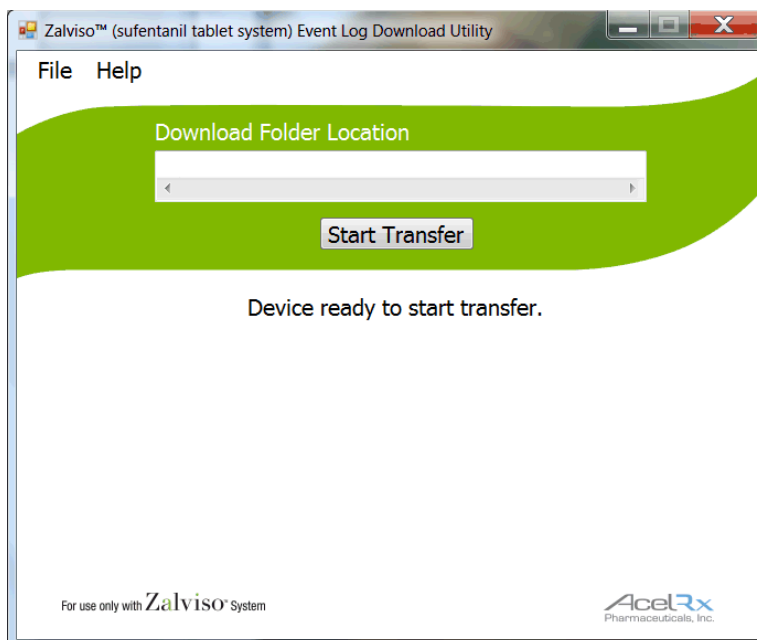 Zalviso™ (sufentanil tablet system) Event Log Download Utility
File Help
Download Folder Location
Start Transfer
Device ready to start transfer.
For use only with Zalviso™ System
AcelRx
Pharmaceuticals, Inc.